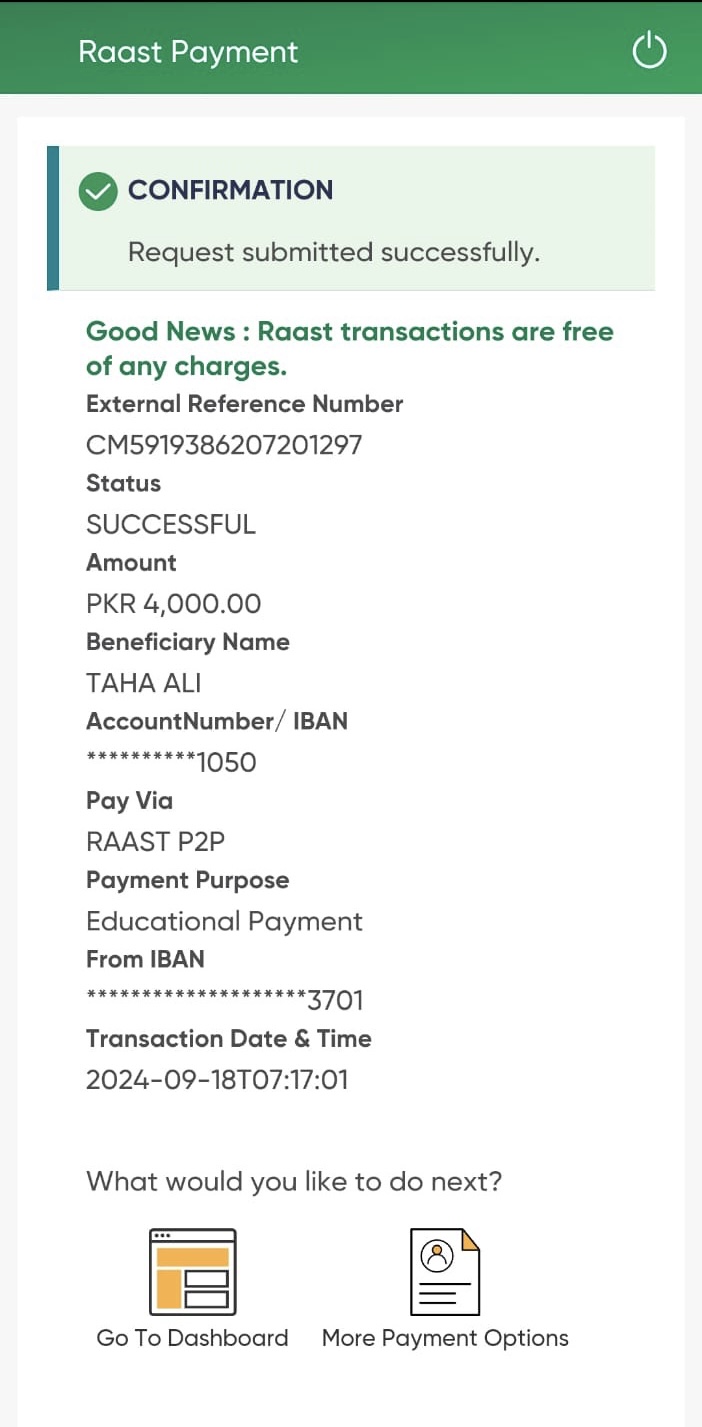 Raast Payment
CONFIRMATION
Request submitted successfully.
Good News : Raast transactions are free
of any charges.
External Reference Number
CM5919386207201297
Status
SUCCESSFUL
Amount
PKR 4,000.00
Beneficiary Name
TAHA ALI
AccountNumber/ IBAN
**********1050
Pay Via
RAAST P2P
Payment Purpose
Educational Payment
From IBAN
********************3701
Transaction Date & Time
2024-09-18T07:17:01
What would you like to do next?
Go To Dashboard
More Payment Options